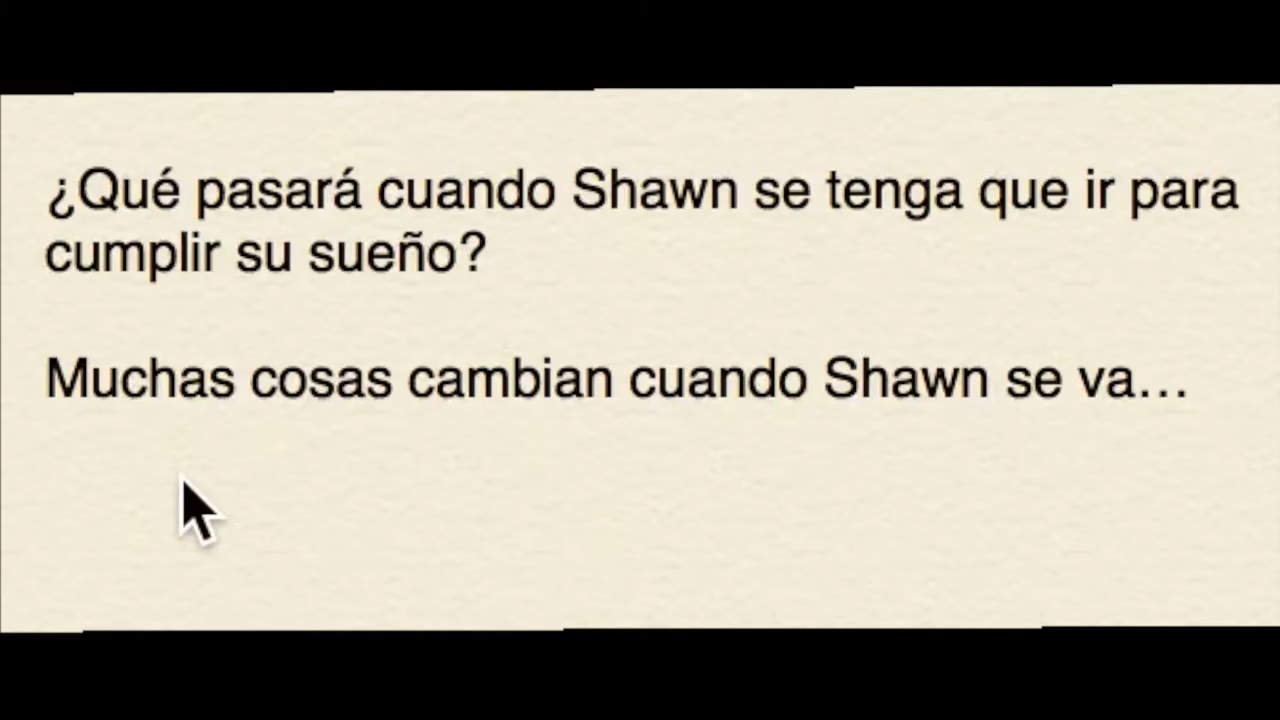 ¿Qué pasará cuando Shawn se tenga que ir para
cumplir su sueño?
Muchas cosas cambian cuando Shawn se va…